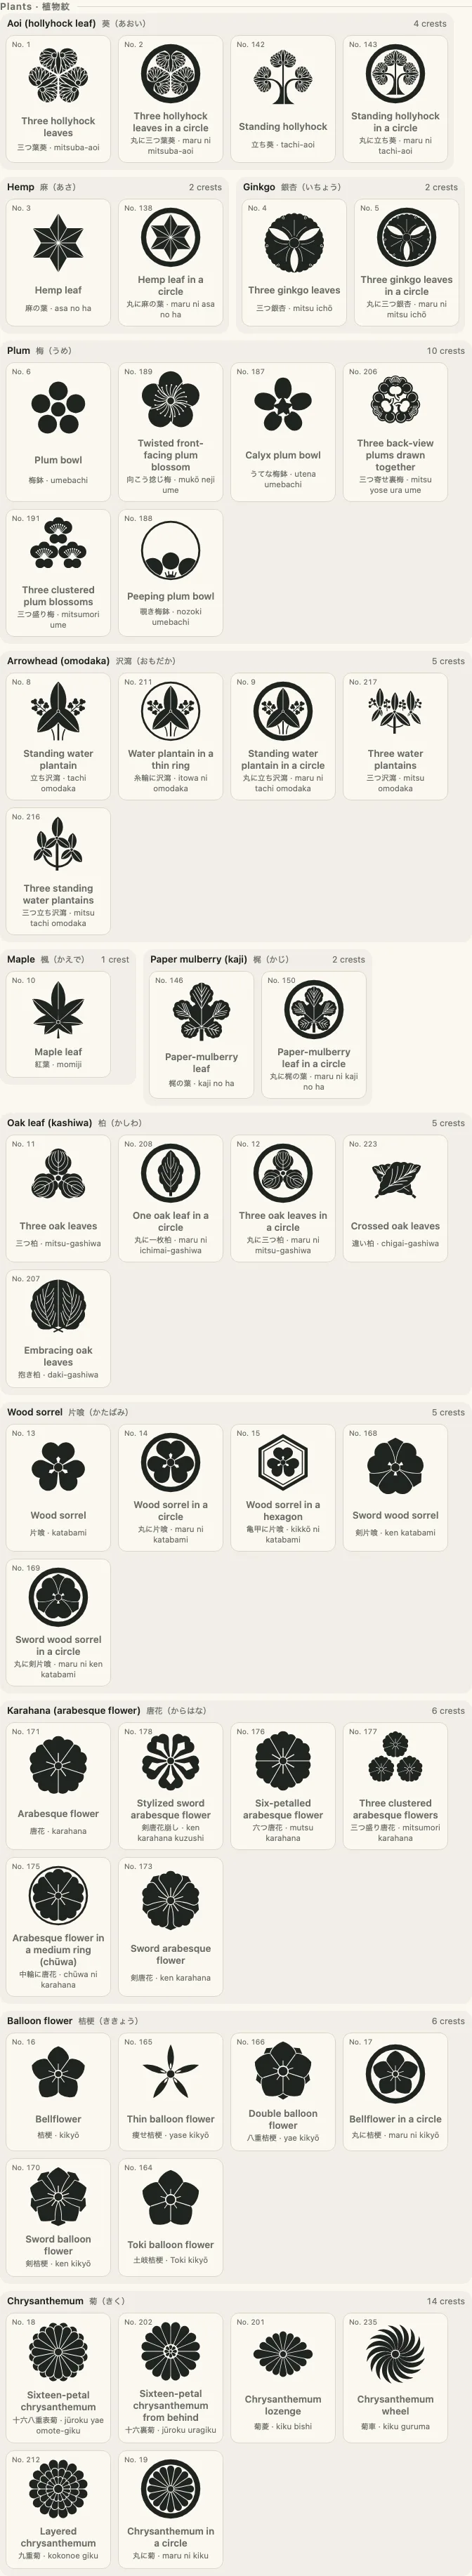 Plants · 植物紋
Aoi (hollyhock leaf) 葵（あおい） 4 crests
No. 1
Three hollyhock
leaves
三つ葉葵 · mitsuba-aoi
No. 2
Three hollyhock
leaves in a circle
丸に三つ葉葵 · maru ni
mitsuba-aoi
No. 142
Standing hollyhock
立ち葵 · tachi-aoi
No. 143
Standing hollyhock
in a circle
丸に立ち葵 · maru ni
tachi-aoi
Hemp 麻（あさ） 2 crests
No. 3
Hemp leaf
麻の葉 · asa no ha
No. 138
Hemp leaf in a
circle
丸に麻の葉 · maru ni asa
no ha
Ginkgo 銀杏（いちょう） 2 crests
No. 4
Three ginkgo leaves
三つ銀杏 · mitsu ichō
No. 5
Three ginkgo leaves
in a circle
丸に三つ銀杏 · maru ni
mitsu ichō
Plum 梅（うめ） 10 crests
No. 6
Plum bowl
梅鉢 · umebachi
No. 189
Twisted front-
facing plum
blossom
向こう捻じ梅 · mukō neji
ume
No. 187
Calyx plum bowl
うてな梅鉢 · utena
umebachi
No. 206
Three back-view
plums drawn
together
三つ寄せ裏梅 · mitsu
yose ura ume
No. 191
Three clustered
plum blossoms
三つ盛り梅 · mitsumori
ume
No. 188
Peeping plum bowl
覗き梅鉢 · nozoki
umebachi
Arrowhead (omodaka) 沢瀉（おもだか） 5 crests
No. 8
Standing water
plantain
立ち沢瀉 · tachi
omodaka
No. 211
Water plantain in a
thin ring
糸輪に沢瀉 · itowa ni
omodaka
No. 9
Standing water
plantain in a circle
丸に立ち沢瀉 · maru ni
tachi omodaka
No. 217
Three water
plantains
三つ沢瀉 · mitsu
omodaka
No. 216
Three standing
water plantains
三つ立ち沢瀉 · mitsu
tachi omodaka
Maple 楓（かえで） 1 crest
No. 10
Maple leaf
紅葉 · momiji
Paper mulberry (kaji) 梶（かじ） 2 crests
No. 146
Paper-mulberry
leaf
梶の葉 · kaji no ha
No. 150
Paper-mulberry
leaf in a circle
丸に梶の葉 · maru ni kaji
no ha
Oak leaf (kashiwa) 柏（かしわ） 5 crests
No. 11
Three oak leaves
三つ柏 · mitsu-gashiwa
No. 208
One oak leaf in a
circle
丸に一枚柏 · maru ni
ichimai-gashiwa
No. 12
Three oak leaves in
a circle
丸に三つ柏 · maru ni
mitsu-gashiwa
No. 223
Crossed oak leaves
違い柏 · chigai-gashiwa
No. 207
Embracing oak
leaves
抱き柏 · daki-gashiwa
Wood sorrel 片喰（かたばみ） 5 crests
No. 13
Wood sorrel
片喰 · katabami
No. 14
Wood sorrel in a
circle
丸に片喰 · maru ni
katabami
No. 15
Wood sorrel in a
hexagon
亀甲に片喰 · kikkō ni
katabami
No. 168
Sword wood sorrel
剣片喰 · ken katabami
No. 169
Sword wood sorrel
in a circle
丸に剣片喰 · maru ni ken
katabami
Karahana (arabesque flower) 唐花（からはな） 6 crests
No. 171
Arabesque flower
唐花 · karahana
No. 178
Stylized sword
arabesque flower
剣唐花崩し · ken
karahana kuzushi
No. 176
Six-petalled
arabesque flower
六つ唐花 · mutsu
karahana
No. 177
Three clustered
arabesque flowers
三つ盛り唐花 · mitsumori
karahana
No. 175
Arabesque flower in
a medium ring
(chūwa)
中輪に唐花 · chūwa ni
karahana
No. 173
Sword arabesque
flower
剣唐花 · ken karahana
Balloon flower 桔梗（ききょう） 6 crests
No. 16
Bellflower
桔梗 · kikyō
No. 165
Thin balloon flower
痩せ桔梗 · yase kikyō
No. 166
Double balloon
flower
八重桔梗 · yae kikyō
No. 17
Bellflower in a circle
丸に桔梗 · maru ni kikyō
No. 170
Sword balloon
flower
剣桔梗 · ken kikyō
No. 164
Toki balloon flower
土岐桔梗 · Toki kikyō
Chrysanthemum 菊（きく） 14 crests
No. 18
Sixteen-petal
chrysanthemum
十六八重表菊 · jūroku yae
omote-giku
No. 202
Sixteen-petal
chrysanthemum
from behind
十六裏菊 · jūroku uragiku
No. 201
Chrysanthemum
lozenge
菊菱 · kiku bishi
No. 235
Chrysanthemum
wheel
菊車 · kiku guruma
No. 212
Layered
chrysanthemum
九重菊 · kokonoe giku
No. 19
Chrysanthemum in
a circle
丸に菊 · maru ni kiku